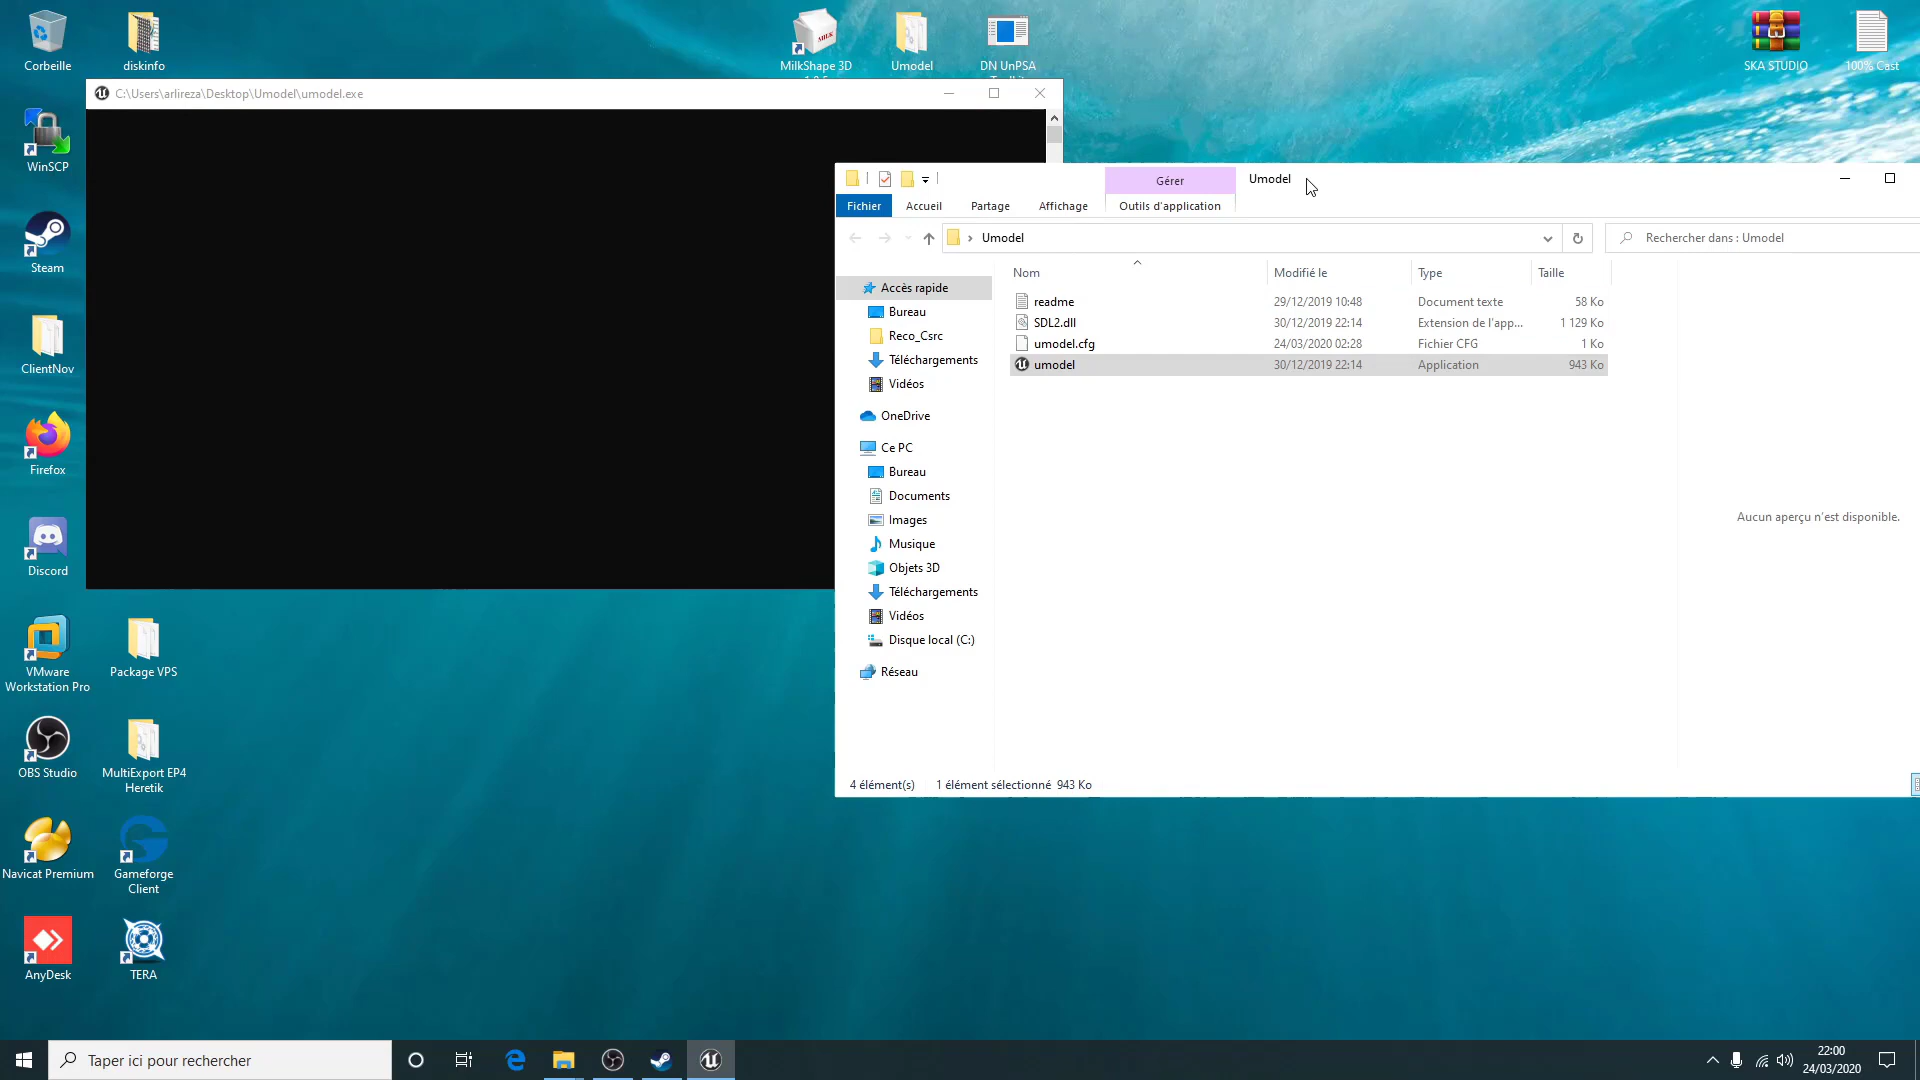 Corbeille
diskinfo
MilkShape 3D
Umodel
DN UnPSA
SKA STUDIO
100% Cast
C:\Users\arlireza\Desktop\Umodel\umodel.exe
WinSCP
Gérer
Umodel
Fichier
Accueil
Partage
Affichage
Outils d'application
Umodel
Rechercher dans : Umodel
Steam
Nom
Modifié le
Type
Taille
Accès rapide
Bureau
Reco_Csrc
Téléchargements
Vidéos
OneDrive
Ce PC
Bureau
Documents
Images
Musique
Objets 3D
Téléchargements
Vidéos
Disque local (C:)
Réseau
readme 29/12/2019 10:48 Document texte 58 Ko
SDL2.dll 30/12/2019 22:14 Extension de l'app... 1 129 Ko
umodel.cfg 24/03/2020 02:28 Fichier CFG 1 Ko
umodel 30/12/2019 22:14 Application 943 Ko
Aucun aperçu n'est disponible.
4 élément(s)
1 élément sélectionné 943 Ko
ClientNov
Firefox
Discord
VMware
Workstation Pro
Package VPS
OBS Studio
MultiExport EP4
Heretik
Navicat Premium
Gameforge
Client
AnyDesk
TERA
Taper ici pour rechercher
22:00
24/03/2020